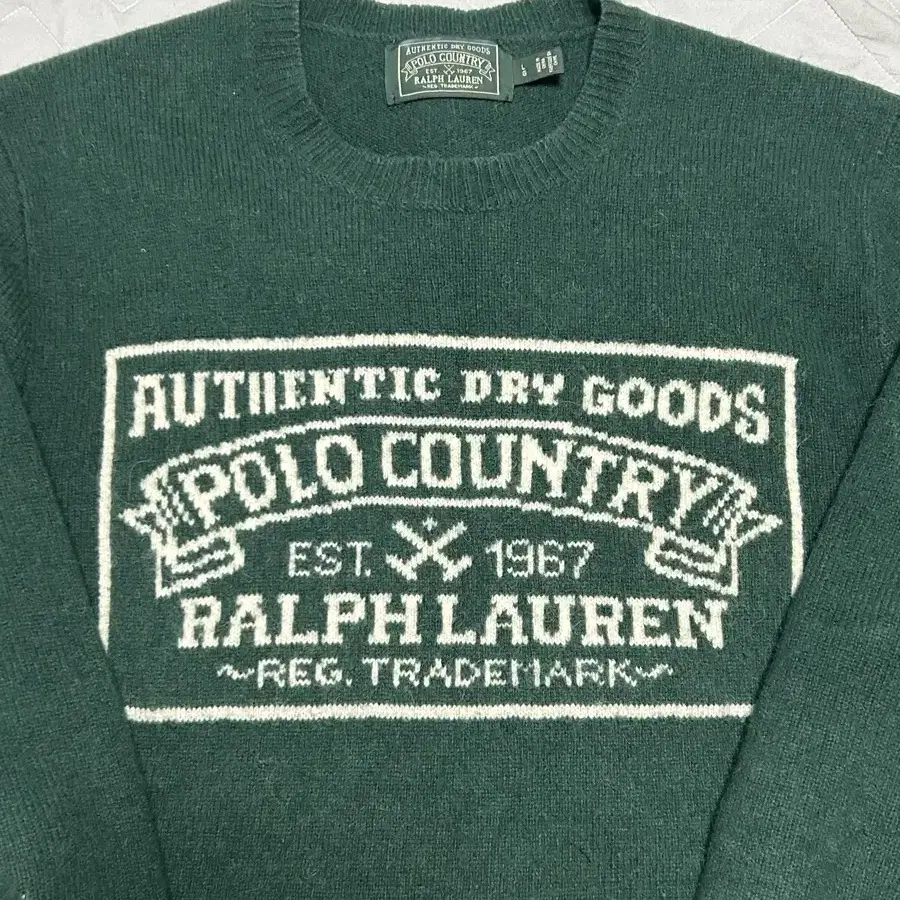 AUTHENTIC DRY GOODS
POLO COUNTRY
EST. 1967
RALPH LAUREN
REG. TRADEMARK
AUTHENTIC DRY GOODS
POLO COUNTRY
EST. 1967
RALPH LAUREN
~REG. TRADEMARK~